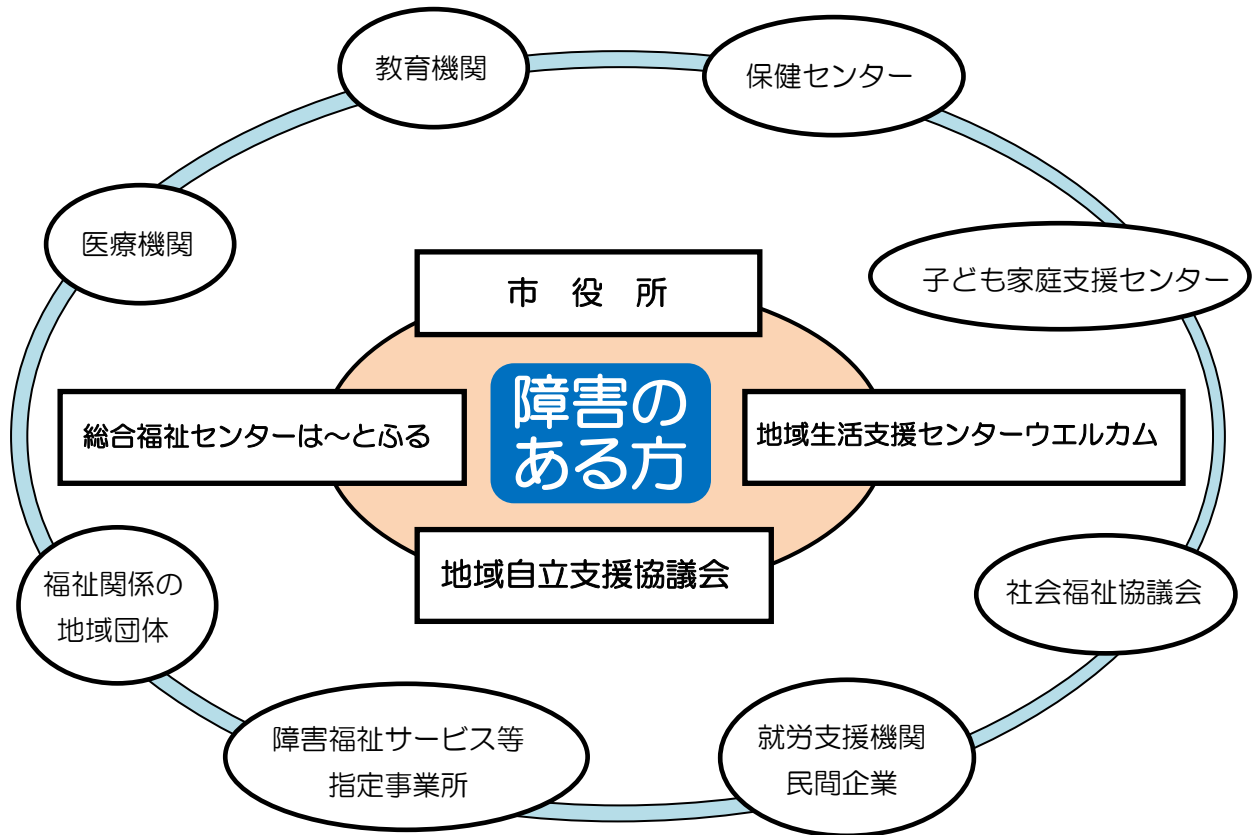 教育機関
保健センター
医療機関
子ども家庭支援センター
市 役 所
障害の
ある方
総合福祉センターは～とふる
地域生活支援センターウエルカム
地域自立支援協議会
福祉関係の
地域団体
社会福祉協議会
障害福祉サービス等
指定事業所
就労支援機関
民間企業